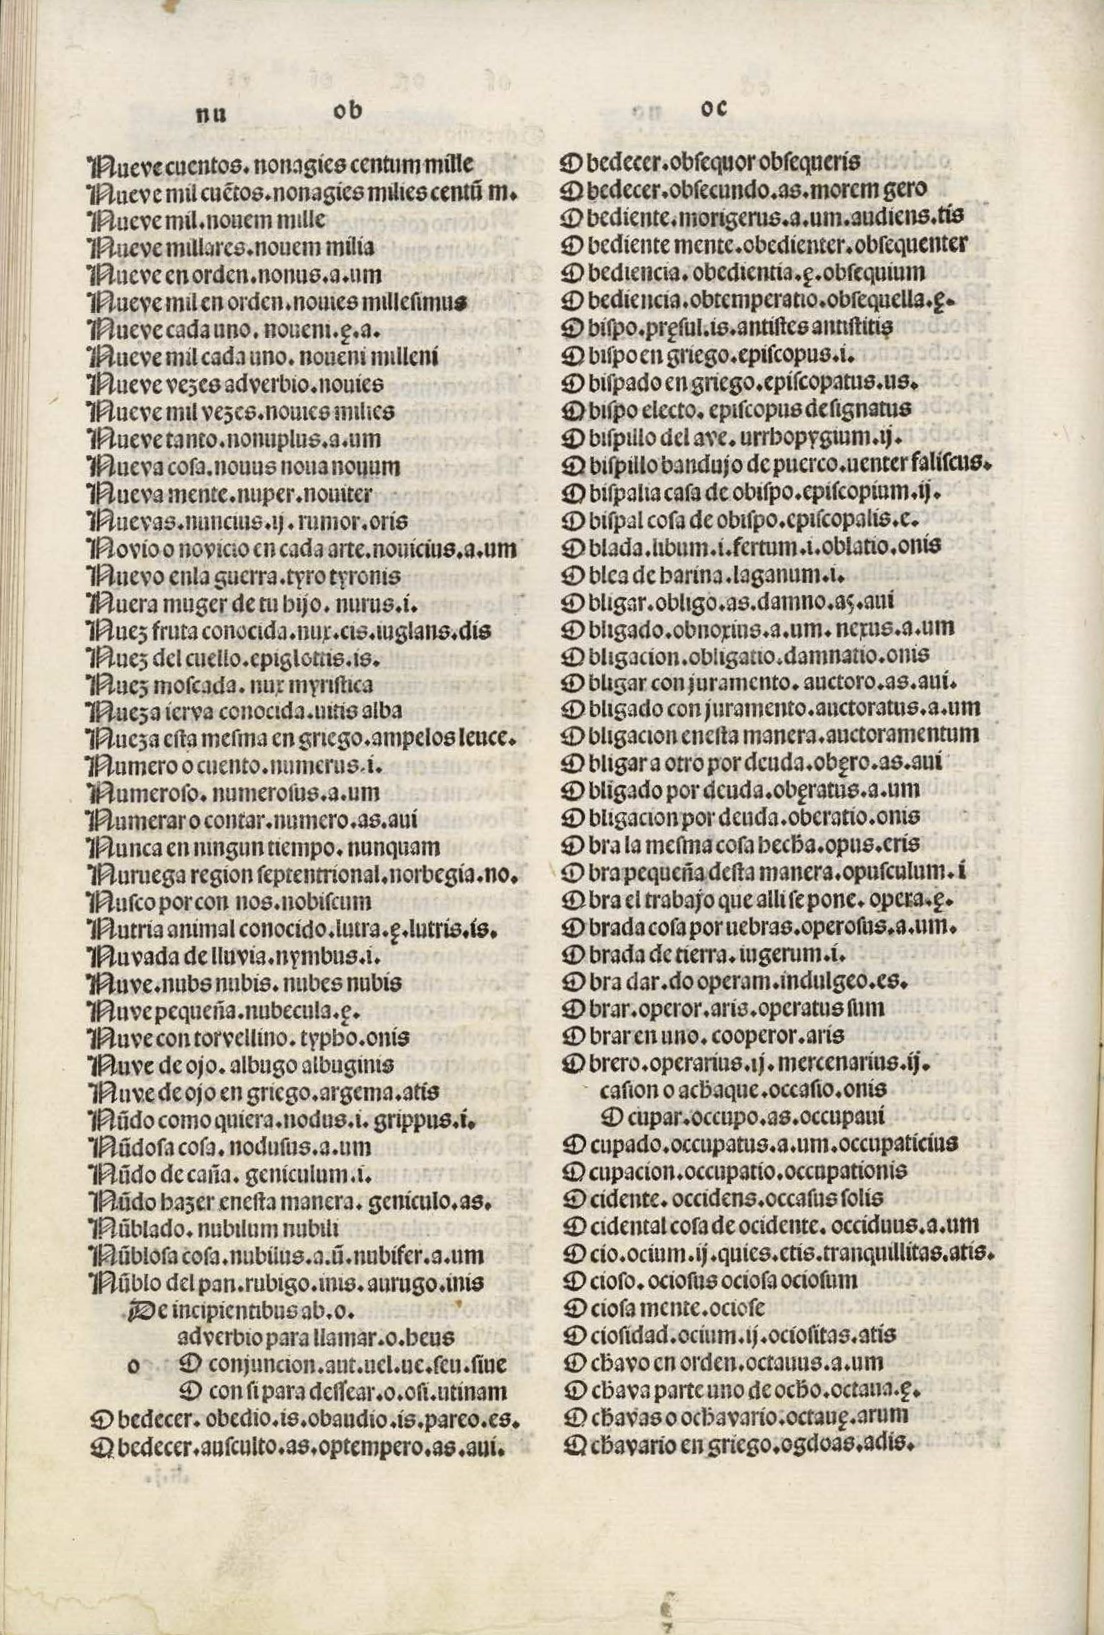 nu ob oc
Nueve cuentos. nonagies centum mille
Nueve mil cuẽtos. nonagies milies centũ m.
Nueve mil. nouem mille
Nueve millares. nouem milia
Nueve en orden. nonus. a. um
Nueve mil en orden. nouies millesimus
Nueve cada uno. noueni. ę. a.
Nueve mil cada uno. noueni milleni
Nueve vezes adverbio. nouies
Nueve mil vezes. nouies milies
Nueve tanto. nonuplus. a. um
Nueva cosa. nouus noua nouum
Nueva mente. nuper. nouiter
Nuevas. nuncius. ij. rumor. oris
Novio o novicio en cada arte. nouicius. a. um
Nuevo enla guerra. tyro tyronis
Nuera muger de tu hijo. nurus. i.
Nuez fruta conocida. nux. cis. iuglans. dis
Nuez del cuello. epiglottis. is.
Nuez moscada. nux myristica
Nueza ierva conocida. uitis alba
Nueza esta mesma en griego. ampelos leuce.
Numero o cuento. numerus. i.
Numeroso. numerosus. a. um
Numerar o contar. numero. as. aui
Nunca en ningun tiempo. nunquam
Nuruega region septentrional. norbegia. no.
Nusco por con nos. nobiscum
Nutria animal conocido. lutra. ę. lutris. is.
Nuvada de lluvia. nymbus. i.
Nuve. nubs nubis. nubes nubis
Nuve pequeña. nubecula. ę.
Nuve con torvellino. typho. onis
Nuve de ojo. albugo albuginis
Nuve de ojo en griego. argema. atis
Nũdo como quiera. nodus. i. grippus. i.
Nũdosa cosa. nodusus. a. um
Nũdo de caña. geniculum. i.
Nũdo hazer enesta manera. geniculo. as.
Nũblado. nubilum nubili
Nũblosa cosa. nubilus. a. ũ. nubifer. a. um
Nũblo del pan. rubigo. inis. aurugo. inis
De incipientibus ab. o.
adverbio para llamar. o. heus
o O conjuncion. aut. uel. ue. seu. siue
O con si para dessear. o. osi. utinam
Obedecer. obedio. is. obaudio. is. pareo. es.
Obedecer. ausculto. as. optempero. as. aui.
Obedecer. obsequor obsequeris
Obedecer. obsecundo. as. morem gero
Obediente. morigerus. a. um. audiens. tis
Obediente mente. obedienter. obsequenter
Obediencia. obedientia. ę. obsequium
Obediencia. obtemperatio. obsequella. ę.
Obispo. pręsul. is. antistes antistitis
Obispo en griego. episcopus. i.
Obispado en griego. episcopatus. us.
Obispo electo. episcopus designatus
Obispillo del ave. urrhopygium. ij.
Obispillo bandujo de puerco. uenter faliscus.
Obispalia casa de obispo. episcopium. ij.
Obispal cosa de obispo. episcopalis. e.
Oblada. libum. i. fertum. i. oblatio. onis
Oblea de harina. laganum. i.
Obligar. obligo. as. damno. as. aui
Obligado. obnoxius. a. um. nexus. a. um
Obligacion. obligatio. damnatio. onis
Obligar con juramento. auctoro. as. aui.
Obligado con juramento. auctoratus. a. um
Obligacion enesta manera. auctoramentum
Obligar a otro por deuda. obęro. as. aui
Obligado por deuda. obęratus. a. um
Obligacion por deuda. oberatio. onis
Obra la mesma cosa hecha. opus. eris
Obra pequeña desta manera. opusculum. i
Obra el trabajo que alli se pone. opera. ę.
Obrada cosa por uebras. operosus. a. um.
Obrada de tierra. iugerum. i.
Obra dar. do operam. indulgeo. es.
Obrar. operor. aris. operatus sum
Obrar en uno. cooperor. aris
Obrero. operarius. ij. mercenarius. ij.
casion o achaque. occasio. onis
Ocupar. occupo. as. occupaui
Ocupado. occupatus. a. um. occupaticius
Ocupacion. occupatio. occupationis
Ocidente. occidens. occasus solis
Ocidental cosa de ocidente. occiduus. a. um
Ocio. ocium. ij. quies. etis. tranquillitas. atis.
Ocioso. ociosus ociosa ociosum
Ociosa mente. ociose
Ociosidad. ocium. ij. ociositas. atis
Ochavo en orden. octauus. a. um
Ochava parte uno de ocho. octaua. ę.
Ochavas o ochavario. octauę. arum
Ochavario en griego. ogdoas. adis.